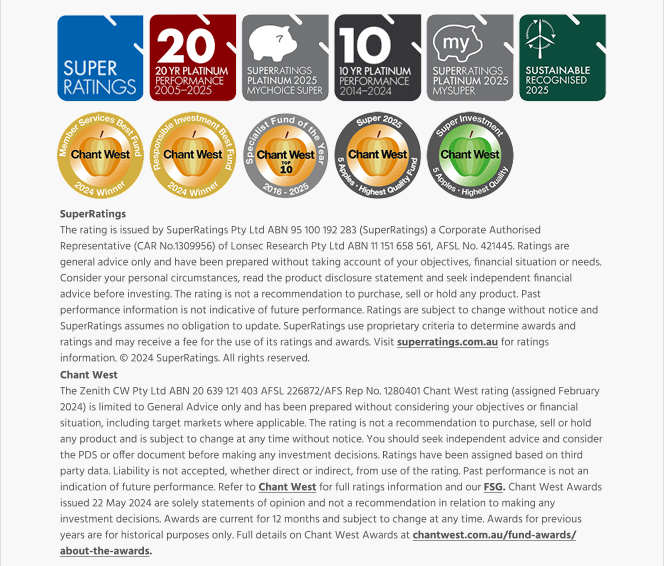 SUPER
RATINGS
20
20 YR PLATINUM
PERFORMANCE
2005–2025
7
SUPERRATINGS
PLATINUM 2025
MYCHOICE SUPER
10
10 YR PLATINUM
PERFORMANCE
2014–2024
my
SUPERRATINGS
PLATINUM 2025
MYSUPER
SUSTAINABLE
RECOGNISED
2025
Member Services Best Fund
Chant West
2024 Winner
Responsible Investment Best Fund
Chant West
2024 Winner
Specialist Fund of the Year
Chant West
TOP
10
2016 - 2025
Super 2025
Chant West
5 Apples • Highest Quality Fund
Super Investment
Chant West
5 Apples • Highest Quality
SuperRatings
The rating is issued by SuperRatings Pty Ltd ABN 95 100 192 283 (SuperRatings) a Corporate Authorised
Representative (CAR No.1309956) of Lonsec Research Pty Ltd ABN 11 151 658 561, AFSL No. 421445. Ratings are
general advice only and have been prepared without taking account of your objectives, financial situation or needs.
Consider your personal circumstances, read the product disclosure statement and seek independent financial
advice before investing. The rating is not a recommendation to purchase, sell or hold any product. Past
performance information is not indicative of future performance. Ratings are subject to change without notice and
SuperRatings assumes no obligation to update. SuperRatings use proprietary criteria to determine awards and
ratings and may receive a fee for the use of its ratings and awards. Visit superratings.com.au for ratings
information. © 2024 SuperRatings. All rights reserved.
Chant West
The Zenith CW Pty Ltd ABN 20 639 121 403 AFSL 226872/AFS Rep No. 1280401 Chant West rating (assigned February
2024) is limited to General Advice only and has been prepared without considering your objectives or financial
situation, including target markets where applicable. The rating is not a recommendation to purchase, sell or hold
any product and is subject to change at any time without notice. You should seek independent advice and consider
the PDS or offer document before making any investment decisions. Ratings have been assigned based on third
party data. Liability is not accepted, whether direct or indirect, from use of the rating. Past performance is not an
indication of future performance. Refer to Chant West for full ratings information and our FSG. Chant West Awards
issued 22 May 2024 are solely statements of opinion and not a recommendation in relation to making any
investment decisions. Awards are current for 12 months and subject to change at any time. Awards for previous
years are for historical purposes only. Full details on Chant West Awards at chantwest.com.au/fund-awards/
about-the-awards.